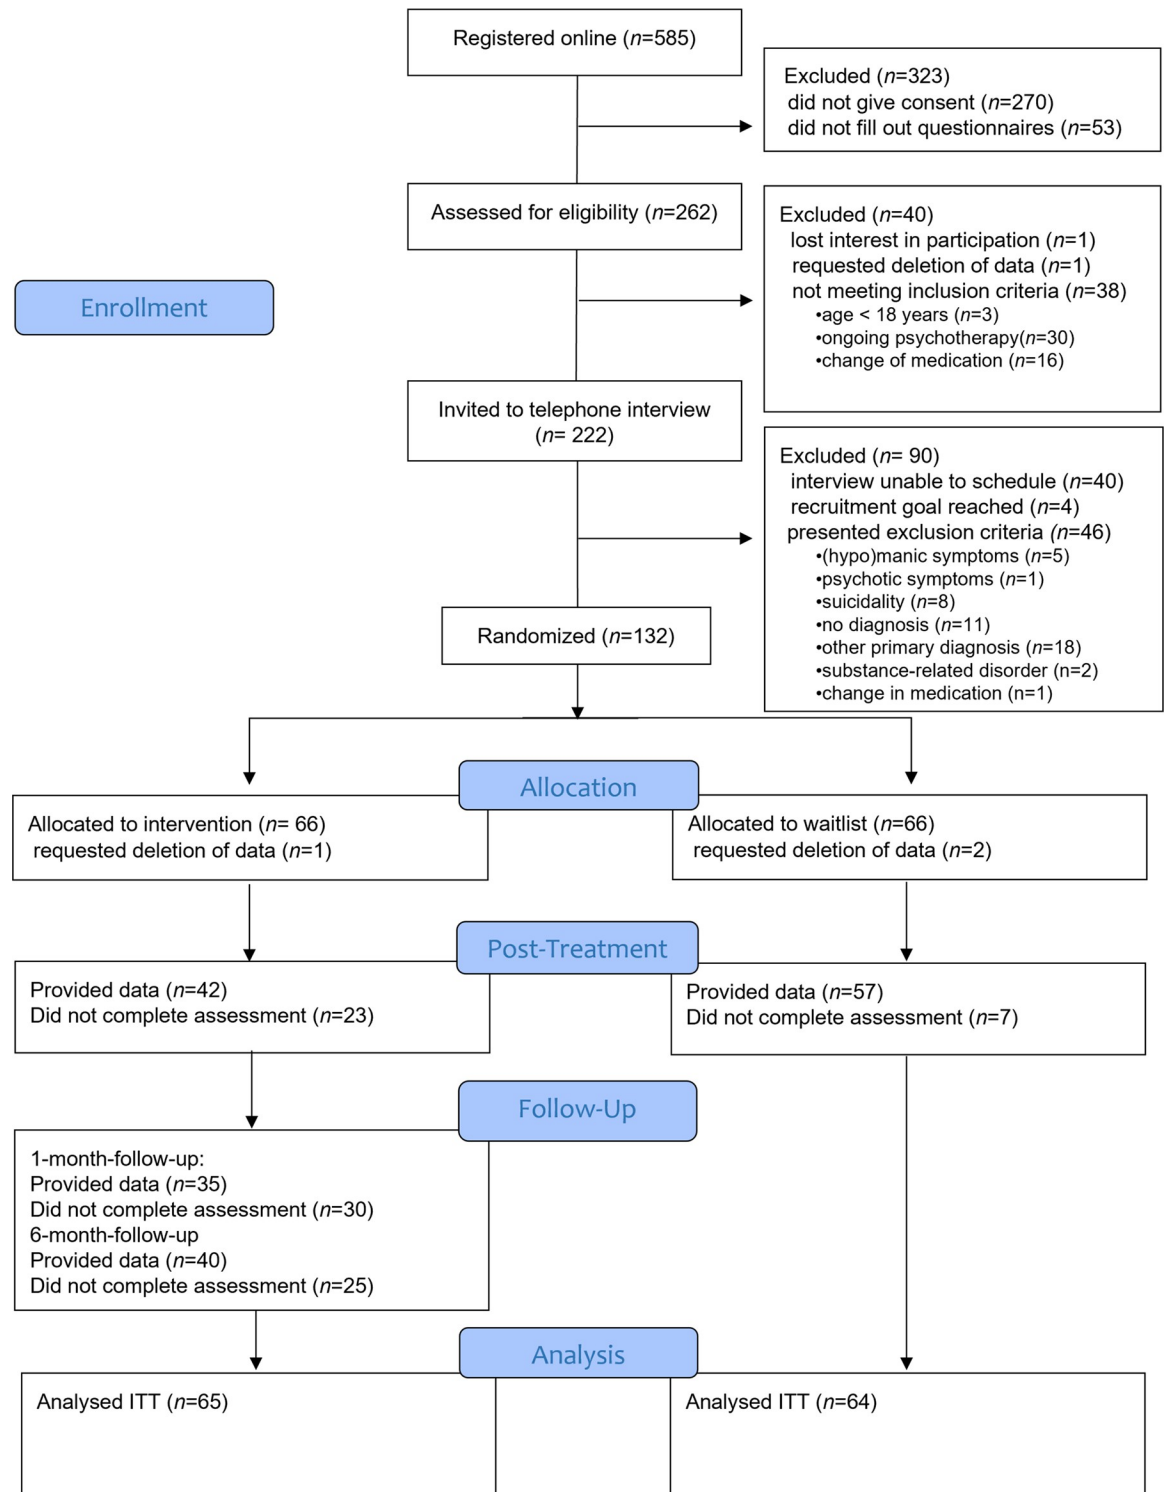 Registered online (n=585)
Excluded (n=323)
did not give consent (n=270)
did not fill out questionnaires (n=53)
Assessed for eligibility (n=262)
Excluded (n=40)
lost interest in participation (n=1)
requested deletion of data (n=1)
not meeting inclusion criteria (n=38)
•age < 18 years (n=3)
•ongoing psychotherapy(n=30)
•change of medication (n=16)
Enrollment
Invited to telephone interview
(n= 222)
Excluded (n= 90)
interview unable to schedule (n=40)
recruitment goal reached (n=4)
presented exclusion criteria (n=46)
•(hypo)manic symptoms (n=5)
•psychotic symptoms (n=1)
•suicidality (n=8)
•no diagnosis (n=11)
•other primary diagnosis (n=18)
•substance-related disorder (n=2)
•change in medication (n=1)
Randomized (n=132)
Allocation
Allocated to intervention (n= 66)
requested deletion of data (n=1)
Allocated to waitlist (n=66)
requested deletion of data (n=2)
Post-Treatment
Provided data (n=42)
Did not complete assessment (n=23)
Provided data (n=57)
Did not complete assessment (n=7)
Follow-Up
1-month-follow-up:
Provided data (n=35)
Did not complete assessment (n=30)
6-month-follow-up
Provided data (n=40)
Did not complete assessment (n=25)
Analysis
Analysed ITT (n=65)
Analysed ITT (n=64)